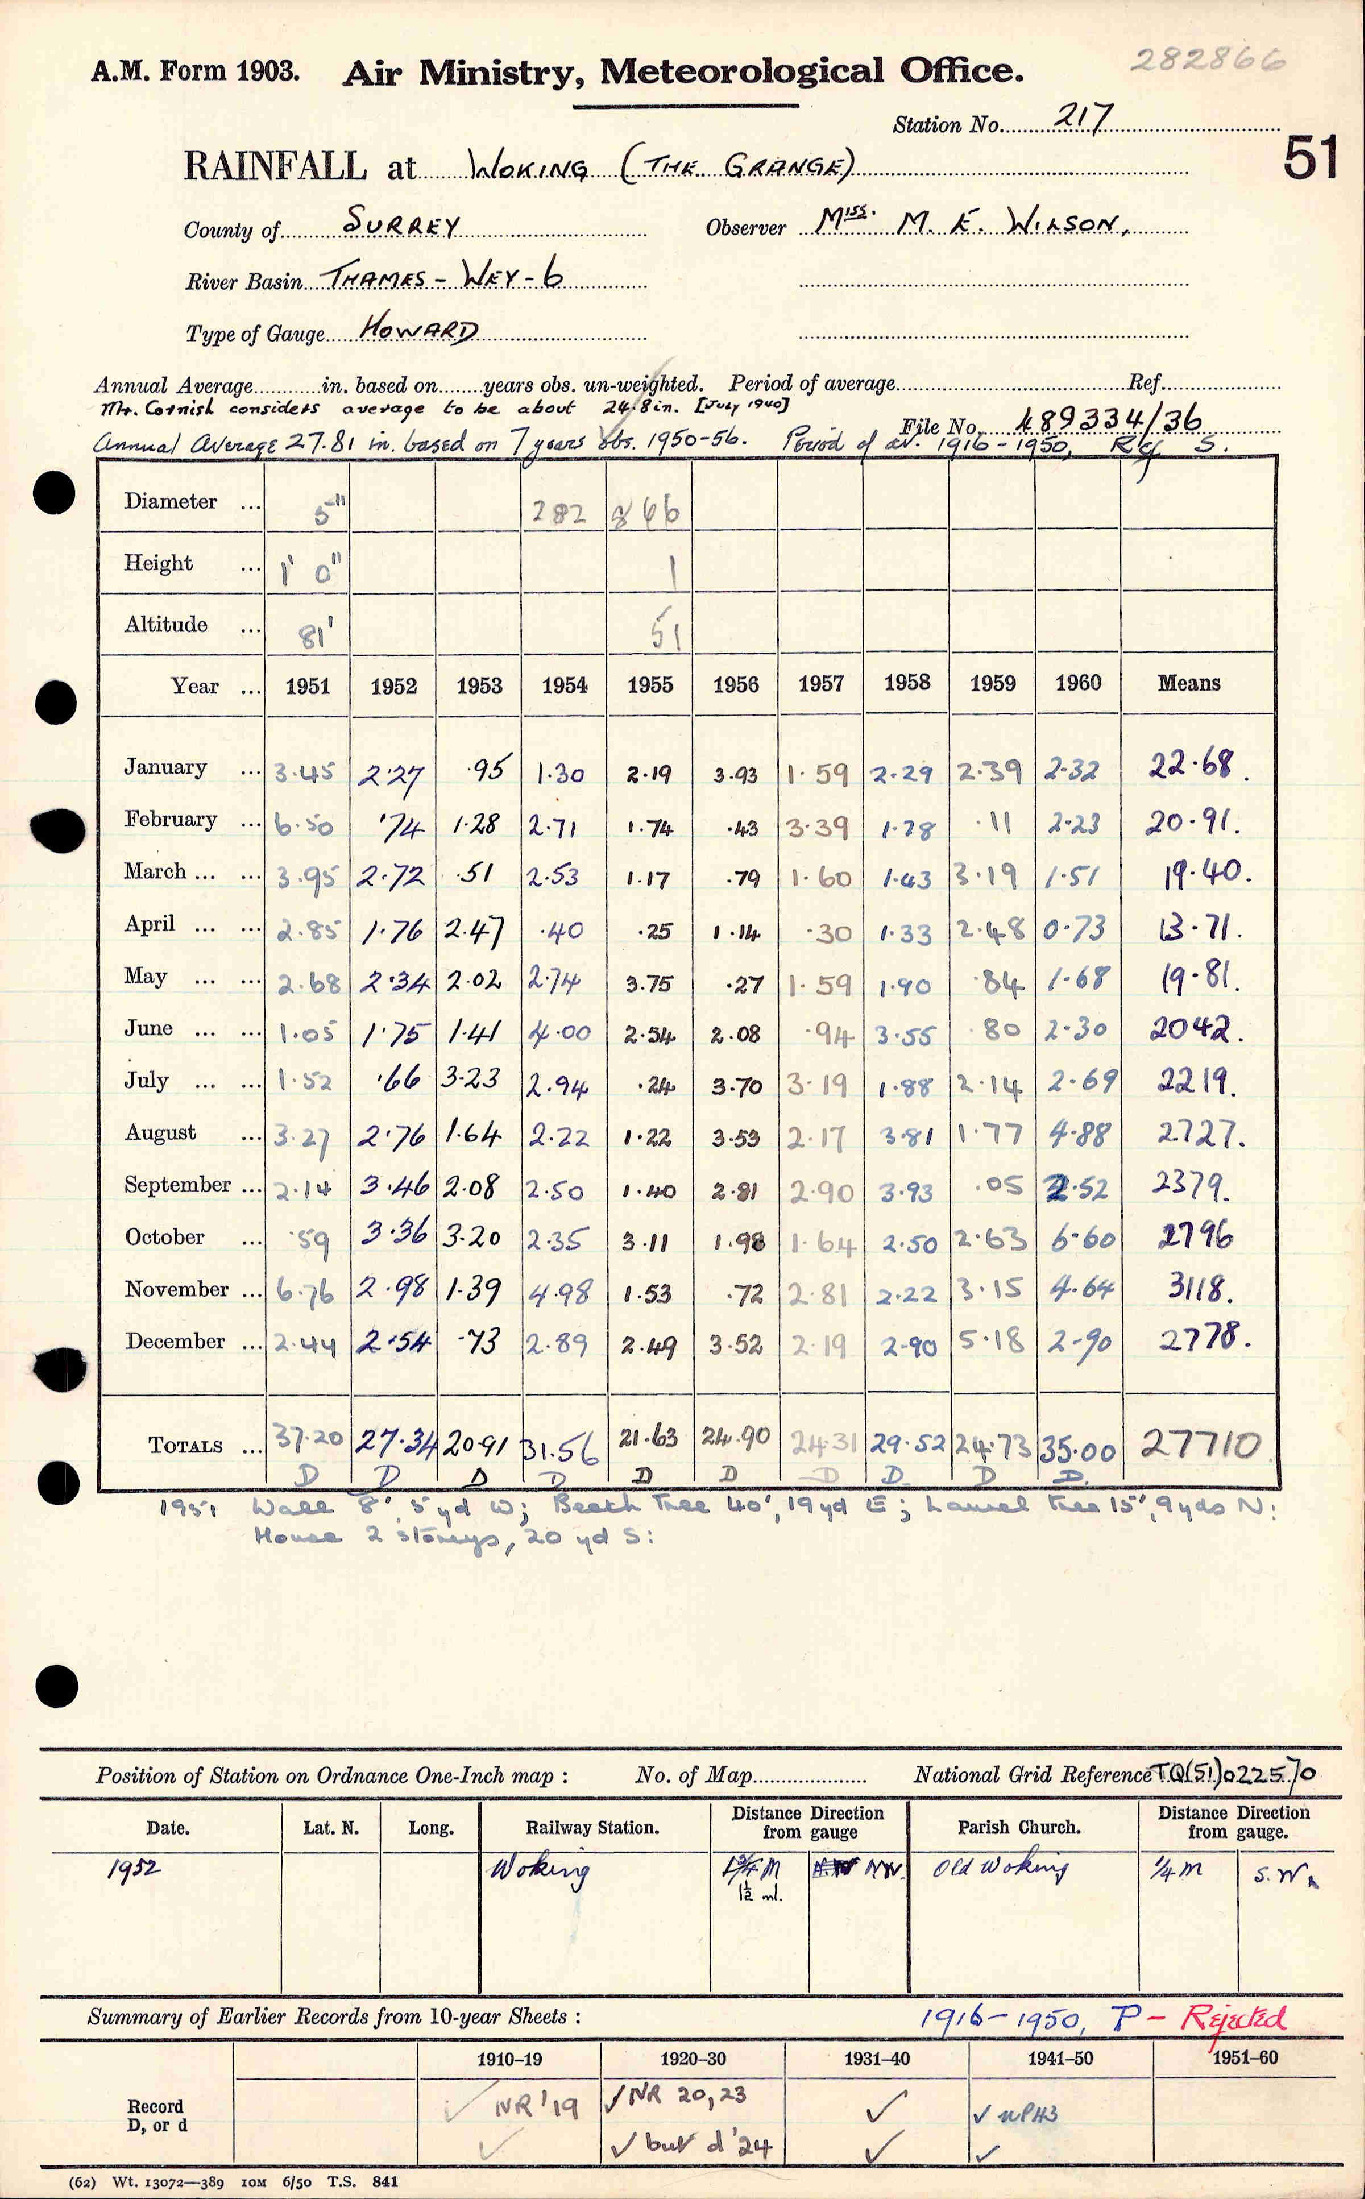 282866
A.M. Form 1903. Air Ministry, Meteorological Office.
Station No. 217
51
RAINFALL at WOKING (THE GRANGE)
County of SURREY Observer Miss. M. E. WILSON,
River Basin THAMES - WEY - 6
Type of Gauge HOWARD
Annual Average in. based on years obs. un-weighted. Period of average Ref.
Mr. Cornish considers average to be about 24.8in. [July 1940]
File No. 489334/36
Annual Average 27.81 in. based on 7 years obs. 1950-56. Period of av. 1916-1950, Ref S.
Diameter ... 5" 282 866
Height ... 1' 0" 1
Altitude ... 81' 51
Year ... 1951 1952 1953 1954 1955 1956 1957 1958 1959 1960 Means
January ... 3.45 2.27 .95 1.30 2.19 3.93 1.59 2.29 2.39 2.32 22.68.
February ... 6.50 .74 1.28 2.71 1.74 .43 3.39 1.78 .11 2.23 20.91.
March ... ... 3.95 2.72 .51 2.53 1.17 .79 1.60 1.43 3.19 1.51 19.40.
April ... ... 2.85 1.76 2.47 .40 .25 1.14 .30 1.33 2.48 0.73 13.71.
May ... ... 2.68 2.34 2.02 2.74 3.75 .27 1.59 1.90 .84 1.68 19.81.
June ... ... 1.05 1.75 1.41 4.00 2.54 2.08 .94 3.55 .80 2.30 2042.
July ... ... 1.52 .66 3.23 2.94 .24 3.70 3.19 1.88 2.14 2.69 2219.
August ... 3.27 2.76 1.64 2.22 1.22 3.53 2.17 3.81 1.77 4.88 2727.
September ... 2.14 3.46 2.08 2.50 1.40 2.81 2.90 3.93 .05 2.52 2379.
October ... .59 3.36 3.20 2.35 3.11 1.98 1.64 2.50 2.63 6.60 2796
November ... 6.76 2.98 1.39 4.98 1.53 .72 2.81 2.22 3.15 4.64 3118.
December ... 2.44 2.54 .73 2.89 2.49 3.52 2.19 2.90 5.18 2.90 2778.
TOTALS ... 37.20 27.34 20.91 31.56 21.63 24.90 24.31 29.52 24.73 35.00 27710
D D D D D D D D D D.
1951 Wall 8', 5 yd W; Beech Tree 40', 19 yd E; Laurel tree 15', 9 yds N:
House 2 storeys, 20 yd S:
Position of Station on Ordnance One-Inch map : No. of Map National Grid Reference TQ(51)022570
Date. Lat. N. Long. Railway Station. Distance Direction from gauge Parish Church. Distance Direction from gauge.
1952 Woking 1¾ M NW. Old Woking ¼ M S.W.
1½ ml.
Summary of Earlier Records from 10-year Sheets : 1916-1950, P - Rejected
1910-19 1920-30 1931-40 1941-50 1951-60
Record ✓ NR '19 ✓ NR 20,23 ✓ ✓
D, or d ✓ ✓ but d '24 ✓ ✓
(62) Wt. 13072—389 10M 6/50 T.S. 841